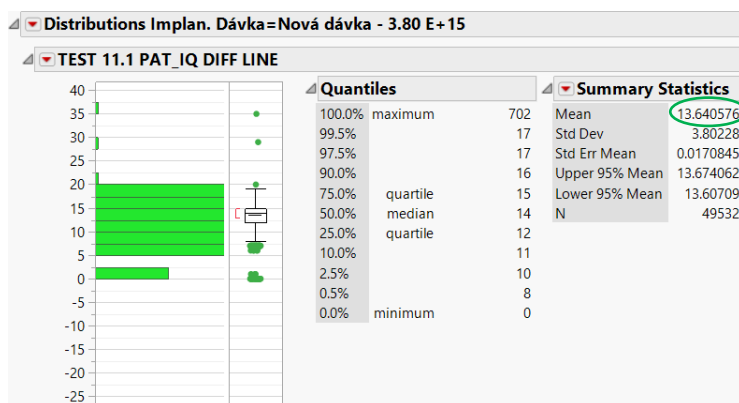 Distributions Implan. Dávka=Nová dávka - 3.80 E+15
TEST 11.1 PAT_IQ DIFF LINE
40
35
30
25
20
15
10
5
0
-5
-10
-15
-20
-25
Quantiles
100.0% maximum 702
99.5% 17
97.5% 17
90.0% 16
75.0% quartile 15
50.0% median 14
25.0% quartile 12
10.0% 11
2.5% 10
0.5% 8
0.0% minimum 0
Summary Statistics
Mean 13.640576
Std Dev 3.80228
Std Err Mean 0.0170845
Upper 95% Mean 13.674062
Lower 95% Mean 13.60709
N 49532